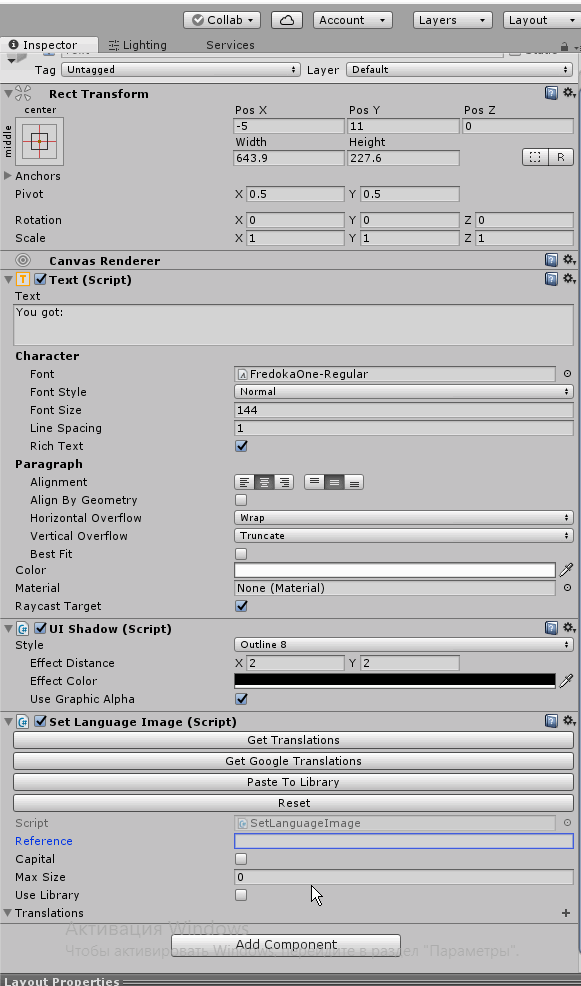 Collab Account Layers Layout
Inspector Lighting Services
Tag Untagged Layer Default
Rect Transform
center
middle
Pos X Pos Y Pos Z
-5 11 0
Width Height
643.9 227.6 R
Anchors
Pivot X 0.5 Y 0.5
Rotation X 0 Y 0 Z 0
Scale X 1 Y 1 Z 1
Canvas Renderer
T Text (Script)
Text
You got:
Character
Font FredokaOne-Regular
Font Style Normal
Font Size 144
Line Spacing 1
Rich Text
Paragraph
Alignment
Align By Geometry
Horizontal Overflow Wrap
Vertical Overflow Truncate
Best Fit
Color
Material None (Material)
Raycast Target
UI Shadow (Script)
Style Outline 8
Effect Distance X 2 Y 2
Effect Color
Use Graphic Alpha
Set Language Image (Script)
Get Translations
Get Google Translations
Paste To Library
Reset
Script SetLanguageImage
Reference
Capital
Max Size 0
Use Library
Translations
Активация Windows
Add Component
Чтобы активировать Windows, перейдите в раздел "Параметры".
Layout Properties